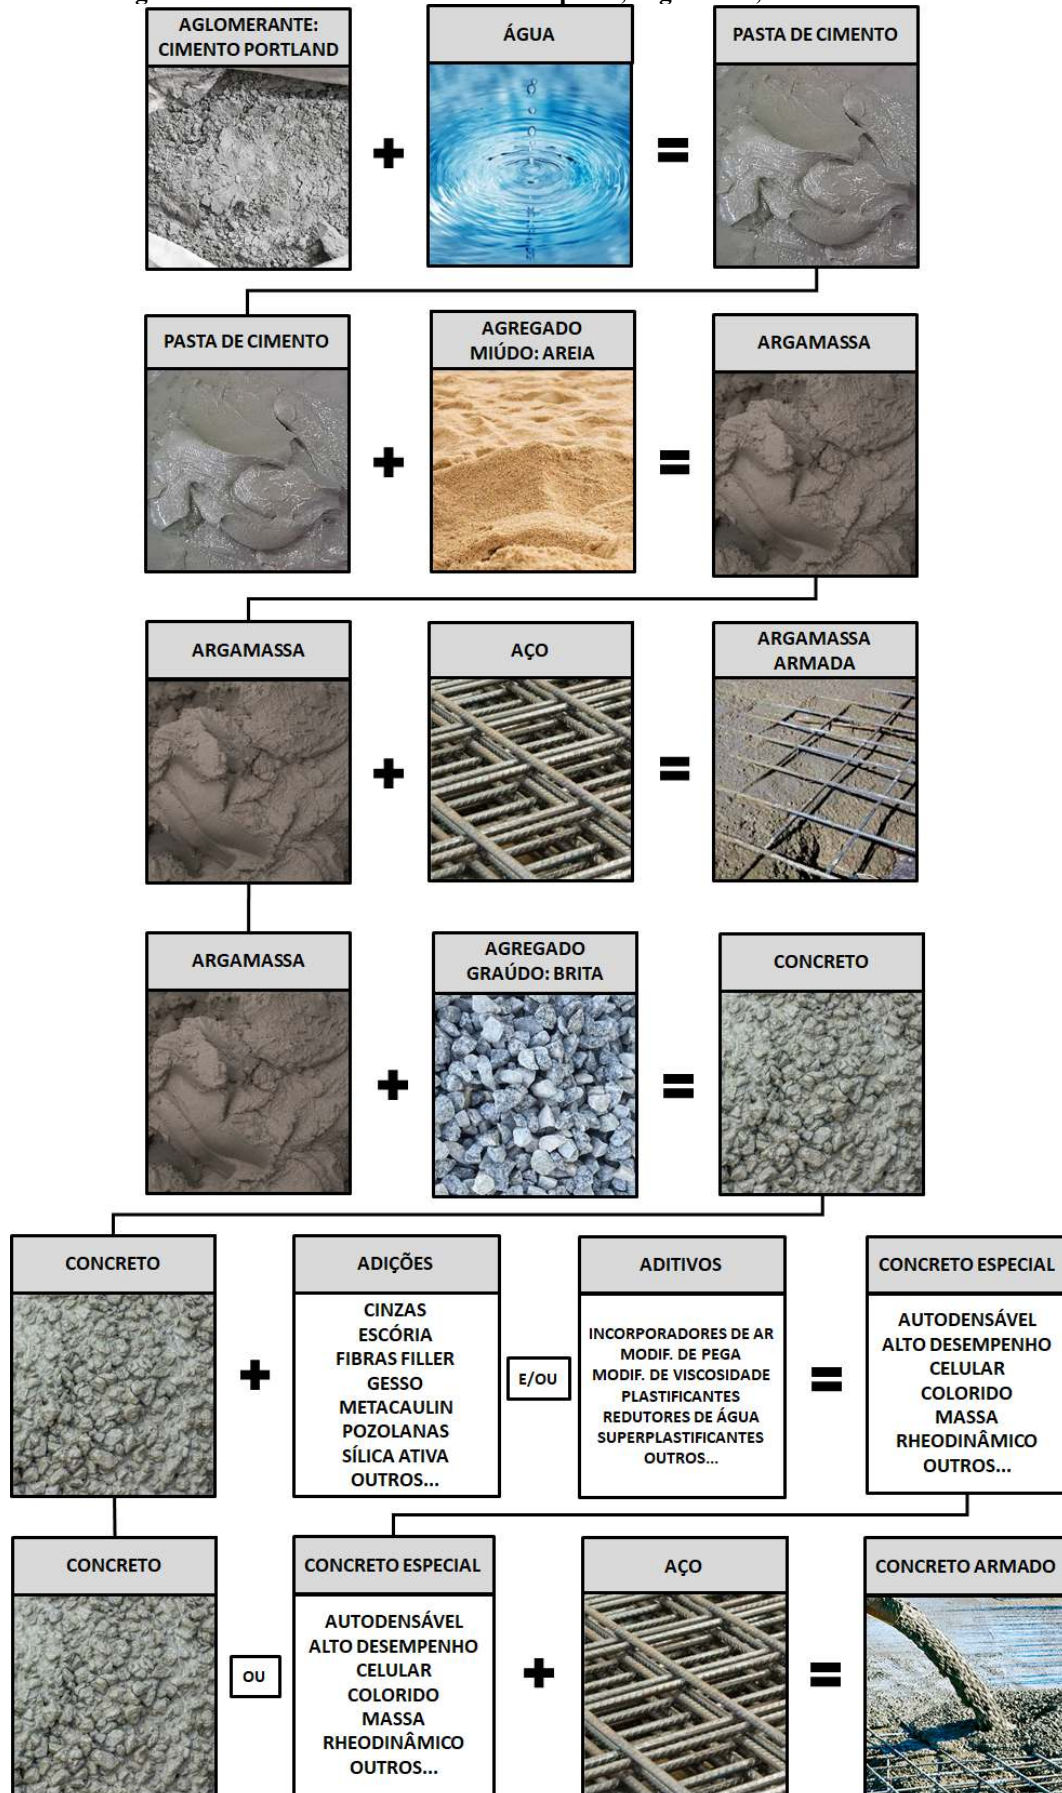 AGLOMERANTE:
CIMENTO PORTLAND
ÁGUA
PASTA DE CIMENTO
PASTA DE CIMENTO
AGREGADO
MIÚDO: AREIA
ARGAMASSA
ARGAMASSA
AÇO
ARGAMASSA
ARMADA
ARGAMASSA
AGREGADO
GRAÚDO: BRITA
CONCRETO
CONCRETO
ADIÇÕES
CINZAS
ESCÓRIA
FIBRAS FILLER
GESSO
METACAULIN
POZOLANAS
SÍLICA ATIVA
OUTROS...
E/OU
ADITIVOS
INCORPORADORES DE AR
MODIF. DE PEGA
MODIF. DE VISCOSIDADE
PLASTIFICANTES
REDUTORES DE ÁGUA
SUPERPLASTIFICANTES
OUTROS...
CONCRETO ESPECIAL
AUTODENSÁVEL
ALTO DESEMPENHO
CELULAR
COLORIDO
MASSA
RHEODINÂMICO
OUTROS...
CONCRETO
OU
CONCRETO ESPECIAL
AUTODENSÁVEL
ALTO DESEMPENHO
CELULAR
COLORIDO
MASSA
RHEODINÂMICO
OUTROS...
AÇO
CONCRETO ARMADO